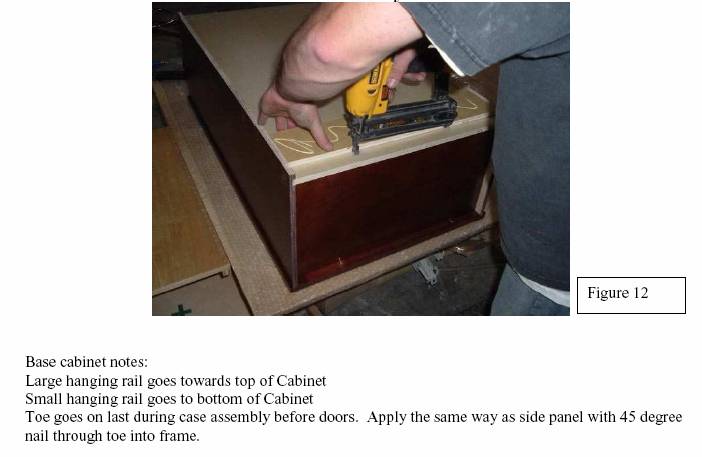 Figure 12
Base cabinet notes:
Large hanging rail goes towards top of Cabinet
Small hanging rail goes to bottom of Cabinet
Toe goes on last during case assembly before doors.  Apply the same way as side panel with 45 degree
nail through toe into frame.